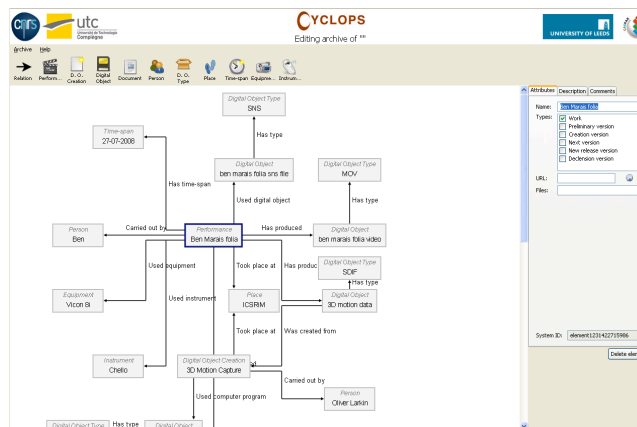 cnrs
utc
Université de Technologie
Compiègne
CYCLOPS
Editing archive of ""
UNIVERSITY OF LEEDS
Archive Help
Relation Perform... D. O. Creation Digital Object Document Person D. O. Type Place Time-span Equipme... Instrum...
Digital Object Type
SNS
Has type
Time-span
27-07-2008
Digital Object
ben marais folia sns file
Digital Object Type
MOV
Has time-span
Used digital object
Has type
Person
Ben
Carried out by
Performance
Ben Marais folia
Has produced
Digital Object
ben marais folia video
Used equipment
Took place at
Has produc
Digital Object Type
SDIF
Has type
Equipment
Vicon 8i
Used instrument
Place
ICSRiM
Digital Object
3D motion data
Took place at
Was created from
Instrument
Chello
Digital Object Creation
3D Motion Capture
ed
Carried out by
Person
Oliver Larkin
Used computer program
Digital Object Type
Has type
Digital Object
Attributes Description Comments
Name: Ben Marais folia
Types: Work
Preliminary version
Creation version
Next version
New release version
Declension version
URL:
Files:
System ID: element1231422715986
Delete elen